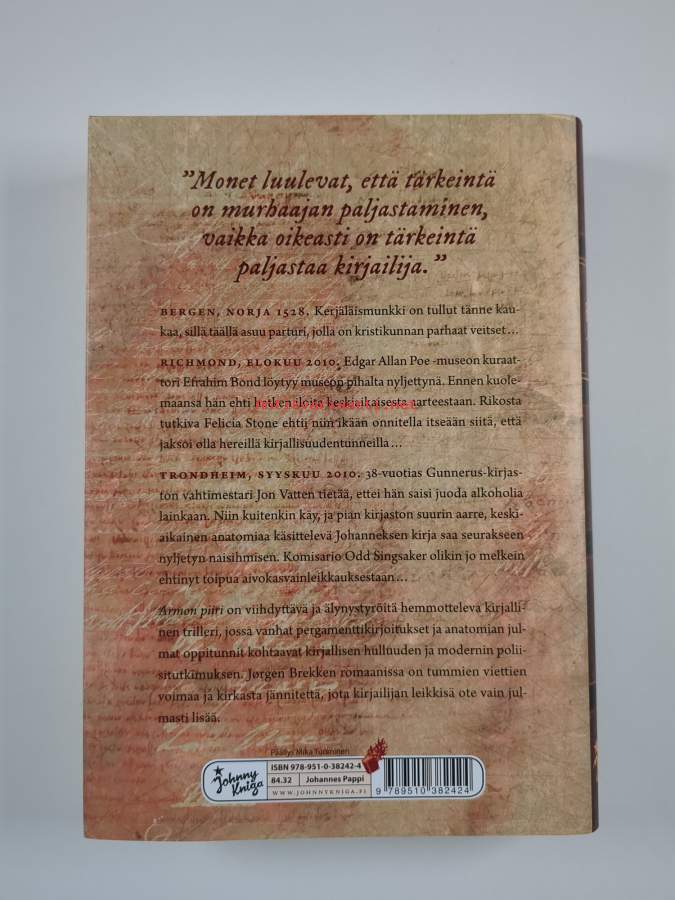 ”Monet luulevat, että tärkeintä
on murhaajan paljastaminen,
vaikka oikeasti on tärkeintä
paljastaa kirjailija.”
BERGEN, NORJA 1528. Kerjäläismunkki on tullut tänne kau-
kaa, sillä täällä asuu parturi, jolla on kristikunnan parhaat veitset…
RICHMOND, ELOKUU 2010. Edgar Allan Poe -museon kuraat-
tori Efrahim Bond löytyy museon pihalta nyljettynä. Ennen kuole-
maansa hän ehti hetken iloita keskiaikaisesta aarteestaan. Rikosta
tutkiva Felicia Stone ehtii niin ikään onnitella itseään siitä, että
jaksoi olla hereillä kirjallisuudentunneilla…
TRONDHEIM, SYYSKUU 2010. 38-vuotias Gunnerus-kirjas-
ton vahtimestari Jon Vatten tietää, ettei hän saisi juoda alkoholia
lainkaan. Niin kuitenkin käy, ja pian kirjaston suurin aarre, keski-
aikainen anatomiaa käsittelevä Johanneksen kirja saa seurakseen
nyljetyn naisihmisen. Komisario Odd Singsaker olikin jo melkein
ehtinyt toipua aivokasvainleikkauksestaan…
Armon piiri on viihdyttävä ja älynystyröitä hemmotteleva kirjalli-
nen trilleri, jossa vanhat pergamenttikirjoitukset ja anatomian jul-
mat oppitunnit kohtaavat kirjallisen hulluuden ja modernin polii-
situtkimuksen. Jørgen Brekken romaanissa on tummien viettien
voimaa ja kirkasta jännitettä, jota kirjailijan leikkisä ote vain jul-
masti lisää.
Päällys Mika Tuominen
Johnny
Kniga
ISBN 978-951-0-38242-4
84.32 Johannes Pappi
WWW.JOHNNYKNIGA.FI
9 789510 382424